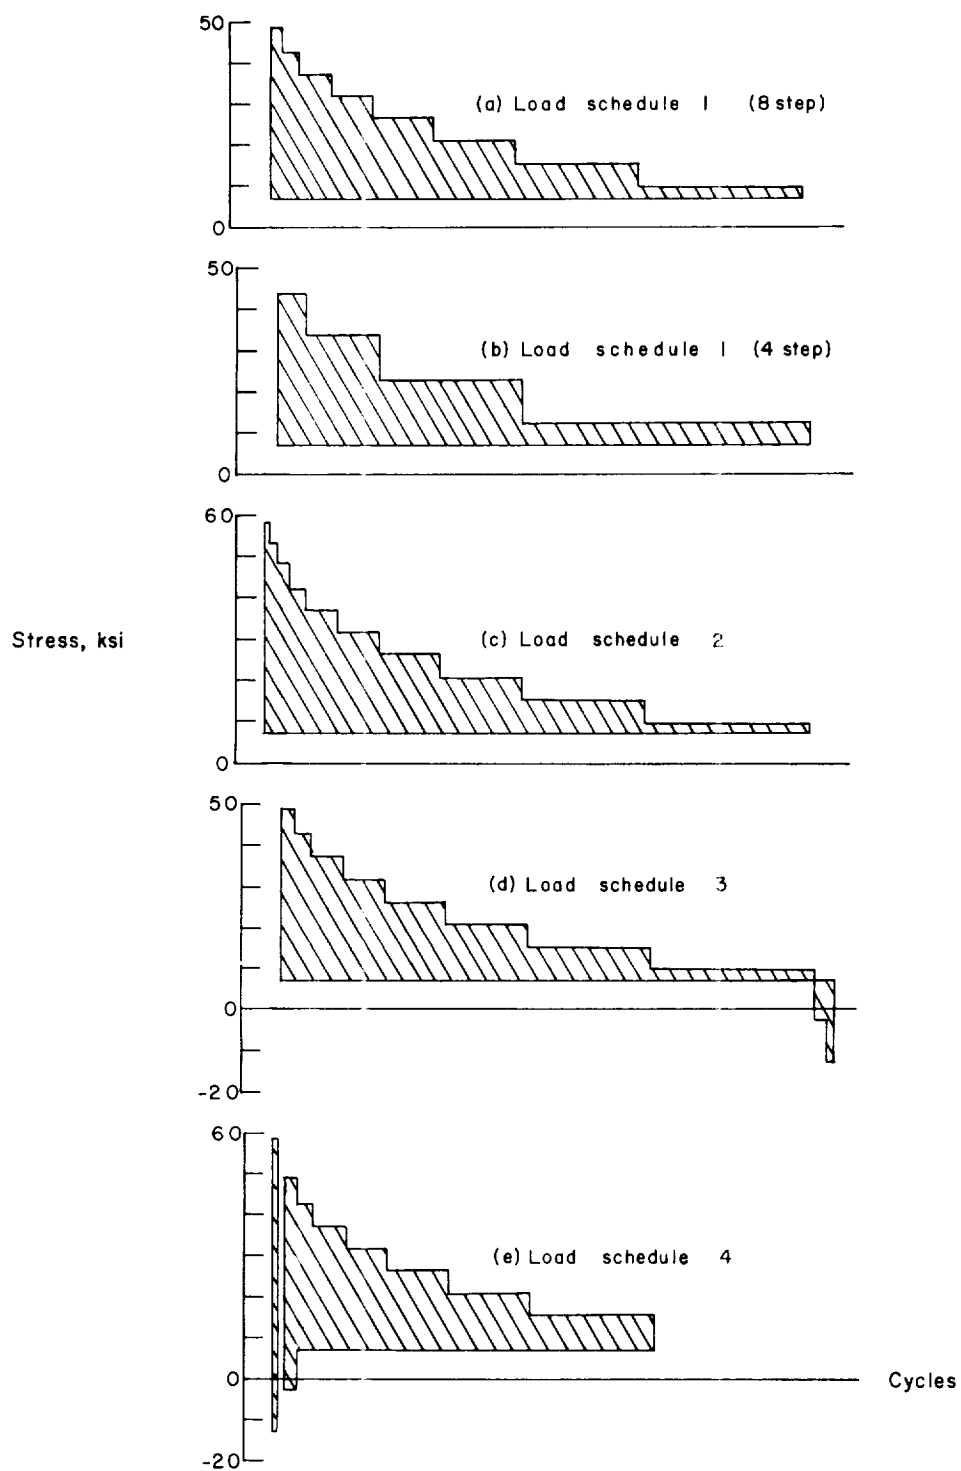 50
(a) Load schedule 1 (8 step)
0
50
(b) Load schedule 1 (4 step)
0
60
Stress, ksi
(c) Load schedule 2
0
50
(d) Load schedule 3
0
-20
60
(e) Load schedule 4
0
Cycles
-20